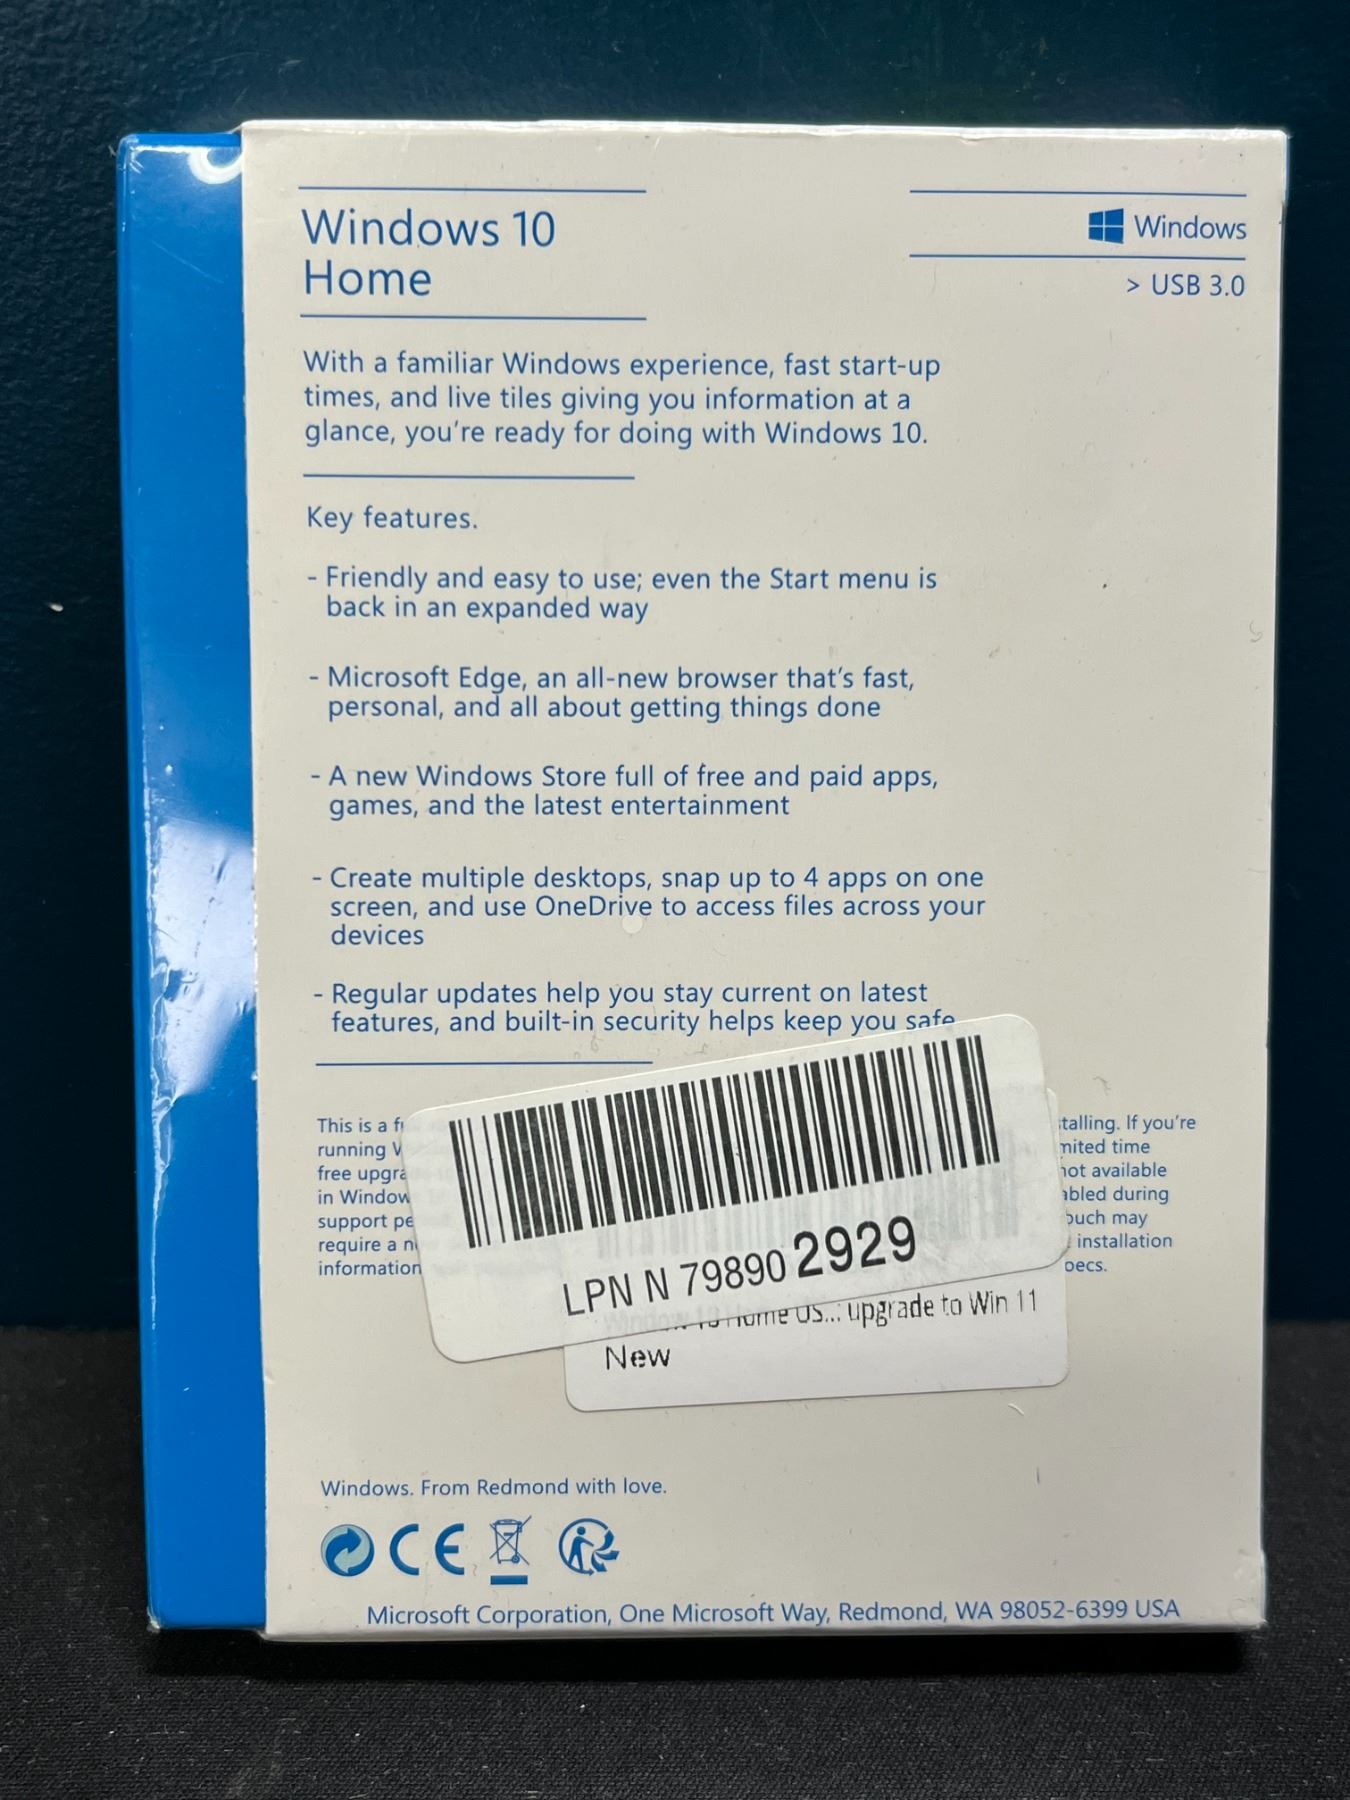 Windows 10
Home
Windows
> USB 3.0
With a familiar Windows experience, fast start-up
times, and live tiles giving you information at a
glance, you're ready for doing with Windows 10.
Key features.
- Friendly and easy to use; even the Start menu is
back in an expanded way
- Microsoft Edge, an all-new browser that's fast,
personal, and all about getting things done
- A new Windows Store full of free and paid apps,
games, and the latest entertainment
- Create multiple desktops, snap up to 4 apps on one
screen, and use OneDrive to access files across your
devices
- Regular updates help you stay current on latest
features, and built-in security helps keep you safe
This is a
running
free
in
support
require a
information
talling. If you're
time
available
during
may
installation
LPN N 798902929
Home US... upgrade to Win 11
New
Windows. From Redmond with love.
CE
Microsoft Corporation, One Microsoft Way, Redmond, WA 98052-6399 USA